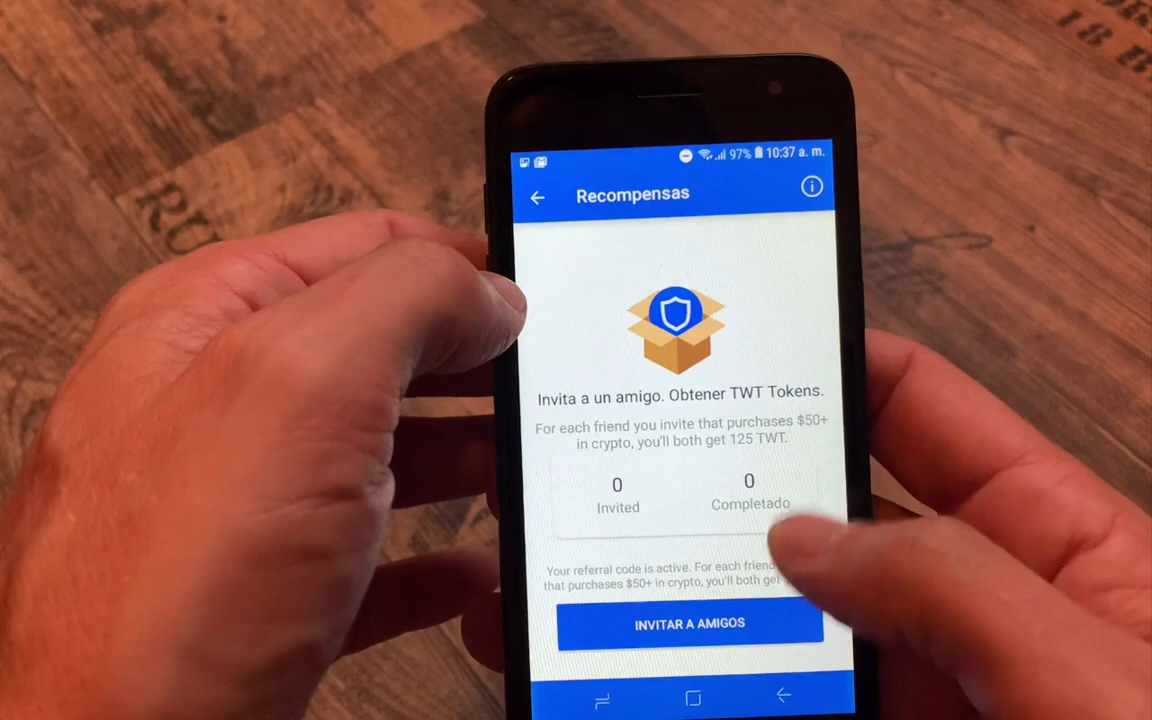 97% 10:37 a. m.
Recompensas
Invita a un amigo. Obtener TWT Tokens.
For each friend you invite that purchases $50+
in crypto, you'll both get 125 TWT.
0
Invited
0
Completado
Your referral code is active. For each friend
that purchases $50+ in crypto, you'll both get
INVITAR A AMIGOS
18 B
RU